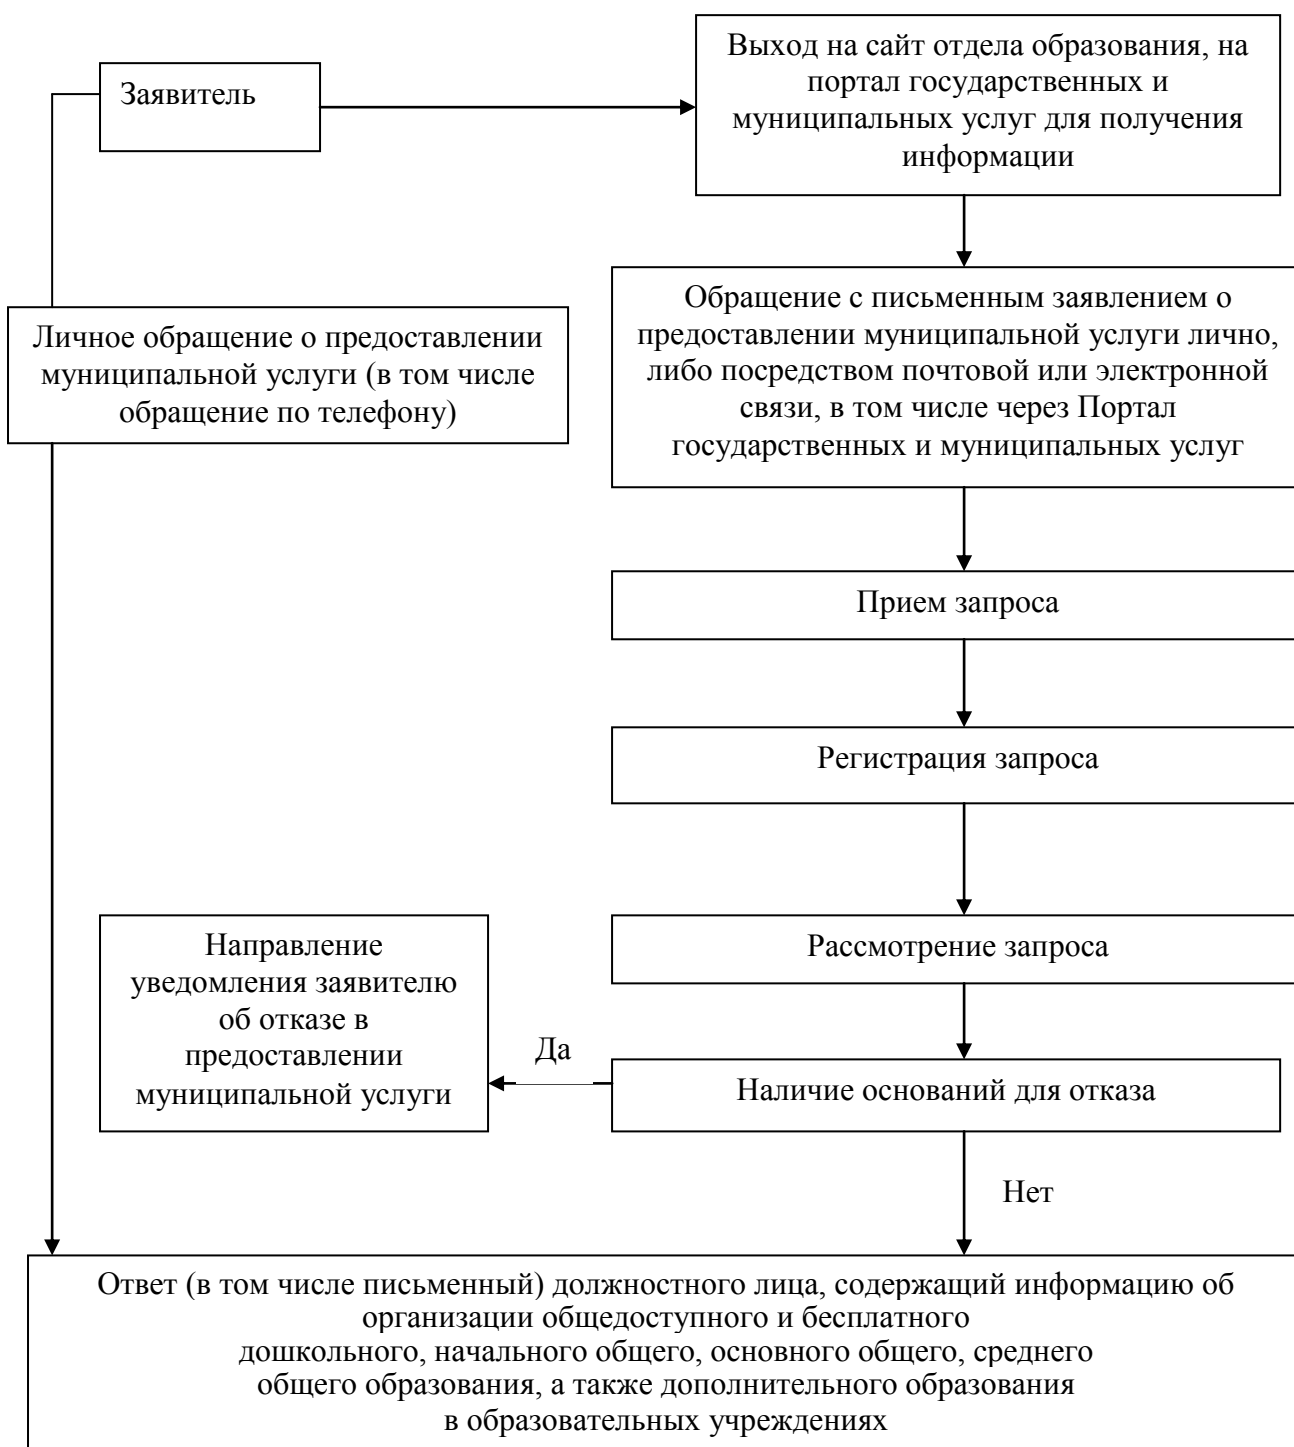 Заявитель
Выход на сайт отдела образования, на
портал государственных и
муниципальных услуг для получения
информации
Личное обращение о предоставлении
муниципальной услуги (в том числе
обращение по телефону)
Обращение с письменным заявлением о
предоставлении муниципальной услуги лично,
либо посредством почтовой или электронной
связи, в том числе через Портал
государственных и муниципальных услуг
Прием запроса
Регистрация запроса
Рассмотрение запроса
Направление
уведомления заявителю
об отказе в
предоставлении
муниципальной услуги
Да
Наличие оснований для отказа
Нет
Ответ (в том числе письменный) должностного лица, содержащий информацию об
организации общедоступного и бесплатного
дошкольного, начального общего, основного общего, среднего
общего образования, а также дополнительного образования
в образовательных учреждениях